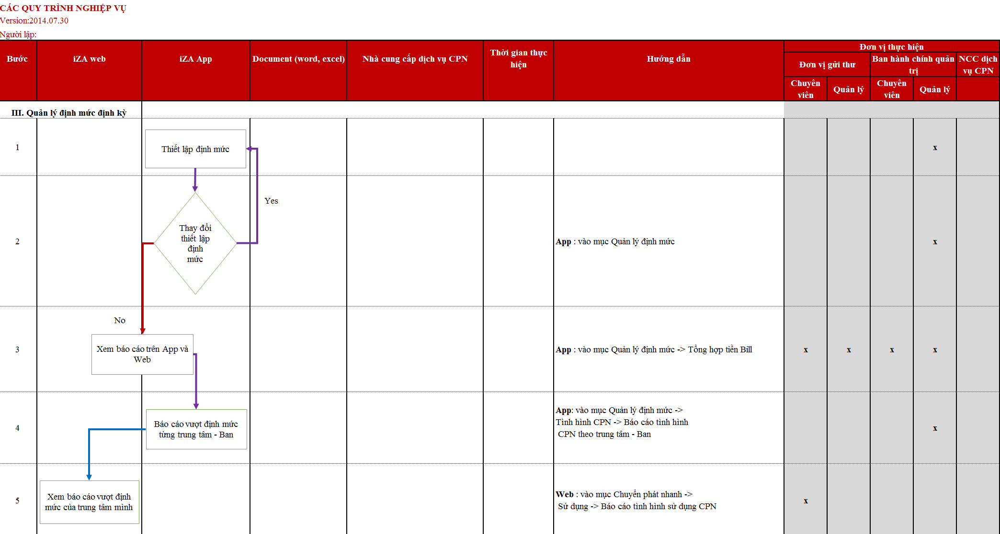 CÁC QUY TRÌNH NGHIỆP VỤ
Version:2014.07.30
Người lập:
Bước
iZA web
iZA App
Document (word, excel)
Nhà cung cấp dịch vụ CPN
Thời gian thực
hiện
Hướng dẫn
Đơn vị thực hiện
Đơn vị gửi thư
Ban hành chính quản
trị
NCC dịch
vụ CPN
Chuyên
viên
Quản lý
Chuyên
viên
Quản lý
III. Quản lý định mức định kỳ
1
Thiết lập định mức
x
Yes
2
Thay đổi
thiết lập
định
mức
App : vào mục Quản lý định mức
x
No
3
Xem báo cáo trên App và
Web
App : vào mục Quản lý định mức -> Tổng hợp tiền Bill
x
x
x
x
4
Báo cáo vượt định mức
từng trung tâm - Ban
App: vào mục Quản lý định mức ->
Tình hình CPN -> Báo cáo tình hình
CPN theo trung tâm - Ban
x
5
Xem báo cáo vượt định
mức của trung tâm mình
Web : vào mục Chuyển phát nhanh ->
Sử dụng -> Báo cáo tình hình sử dụng CPN
x